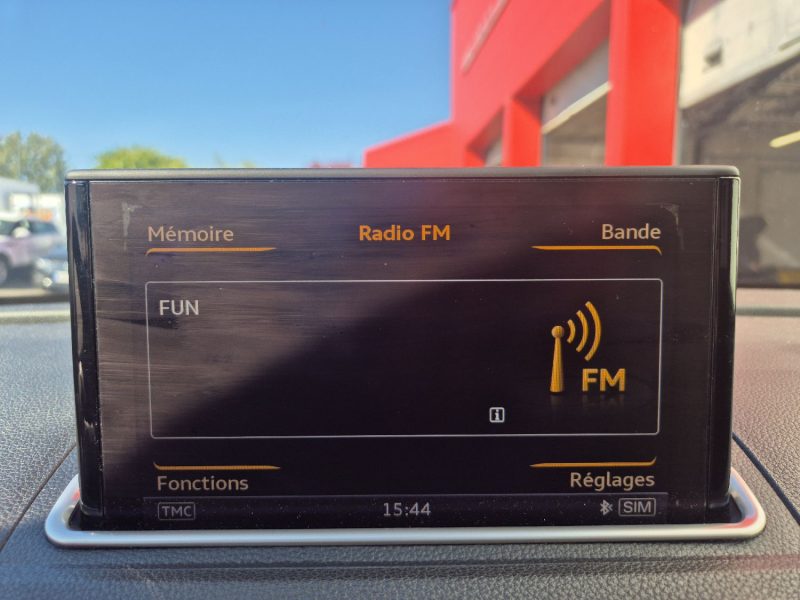 Mémoire Radio FM Bande
FUN
FM
i
Fonctions Réglages
TMC 15:44 SIM